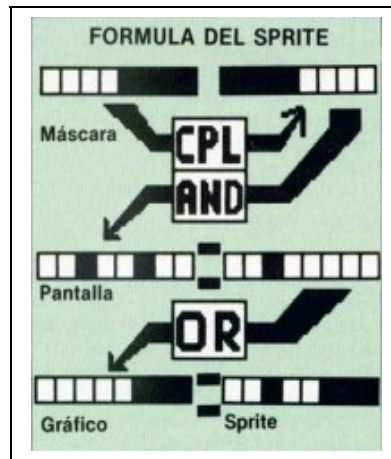 FORMULA DEL SPRITE
Máscara
CPL
AND
Pantalla
OR
Gráfico
Sprite